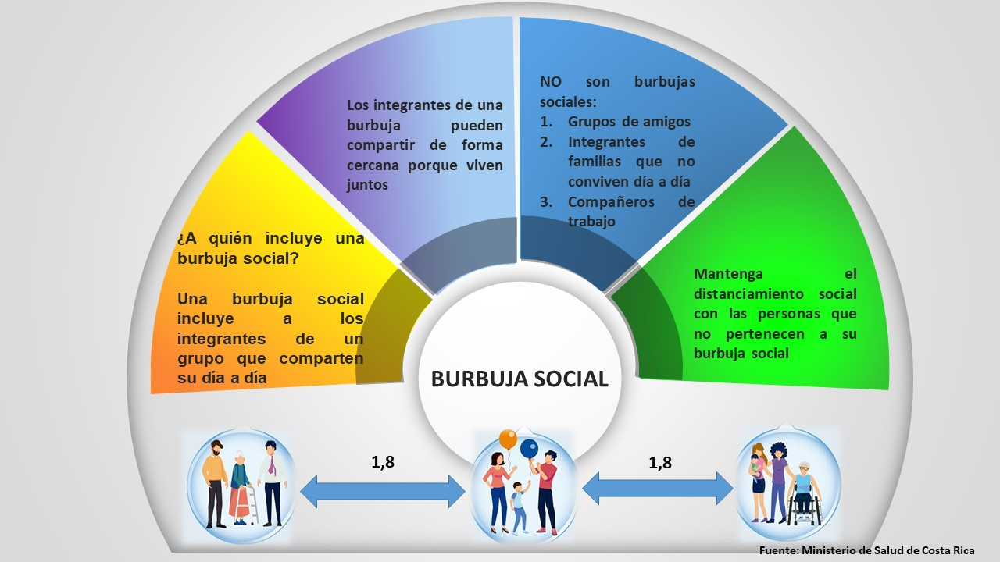 ¿A quién incluye una
burbuja social?
Una burbuja social
incluye a los
integrantes de un
grupo que comparten
su día a día
Los integrantes de una
burbuja pueden
compartir de forma
cercana porque viven
juntos
NO son burbujas
sociales:
1. Grupos de amigos
2. Integrantes de
familias que no
conviven día a día
3. Compañeros de
trabajo
Mantenga el
distanciamiento social
con las personas que
no pertenecen a su
burbuja social
BURBUJA SOCIAL
1,8
1,8
Fuente: Ministerio de Salud de Costa Rica